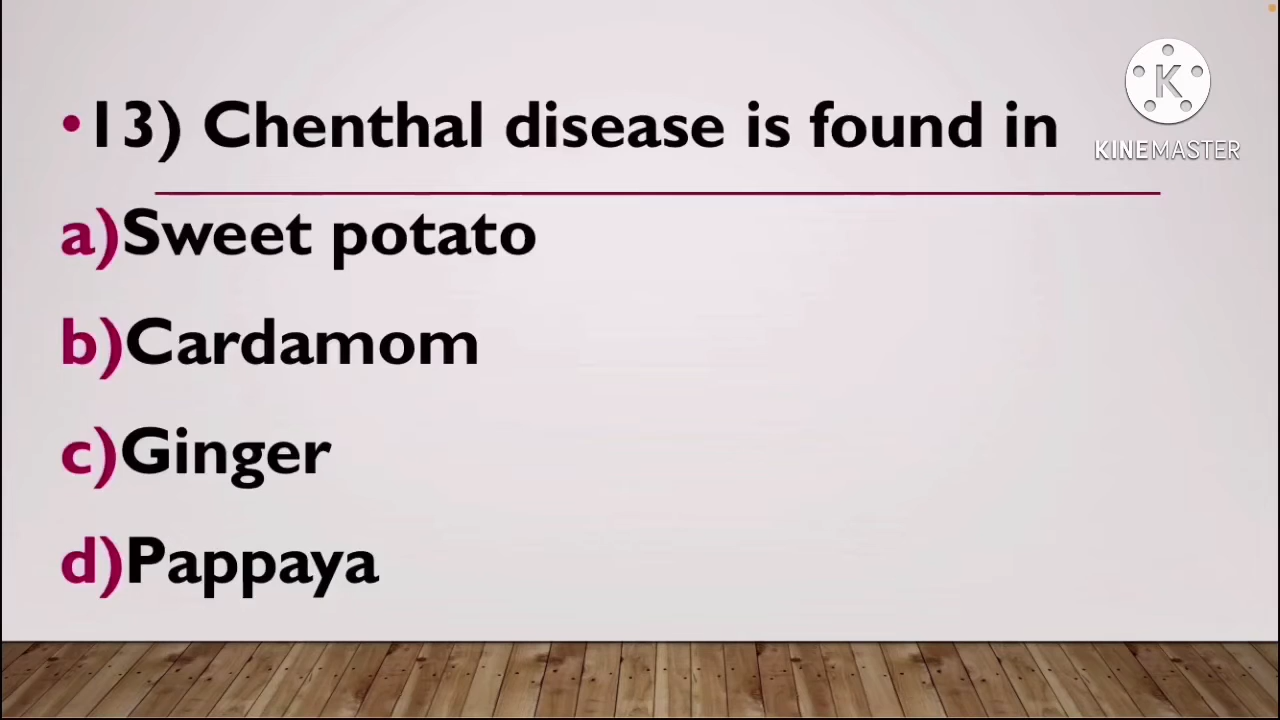 •13) Chenthal disease is found in
a)Sweet potato
b)Cardamom
c)Ginger
d)Pappaya
K
KINEMASTER